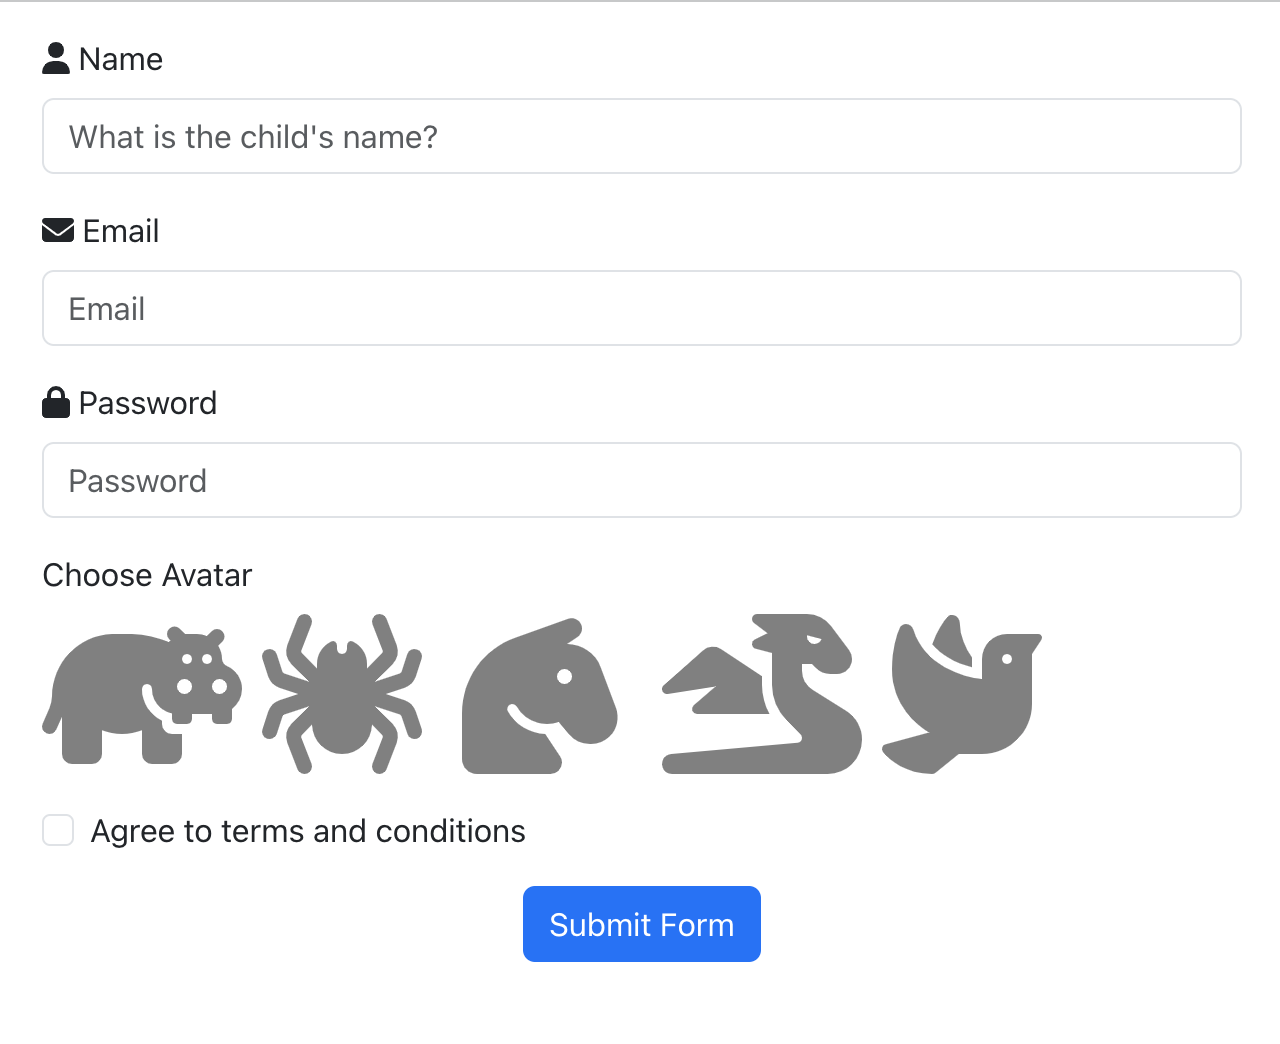 Name
What is the child's name?
Email
Email
Password
Password
Choose Avatar
Agree to terms and conditions
Submit Form